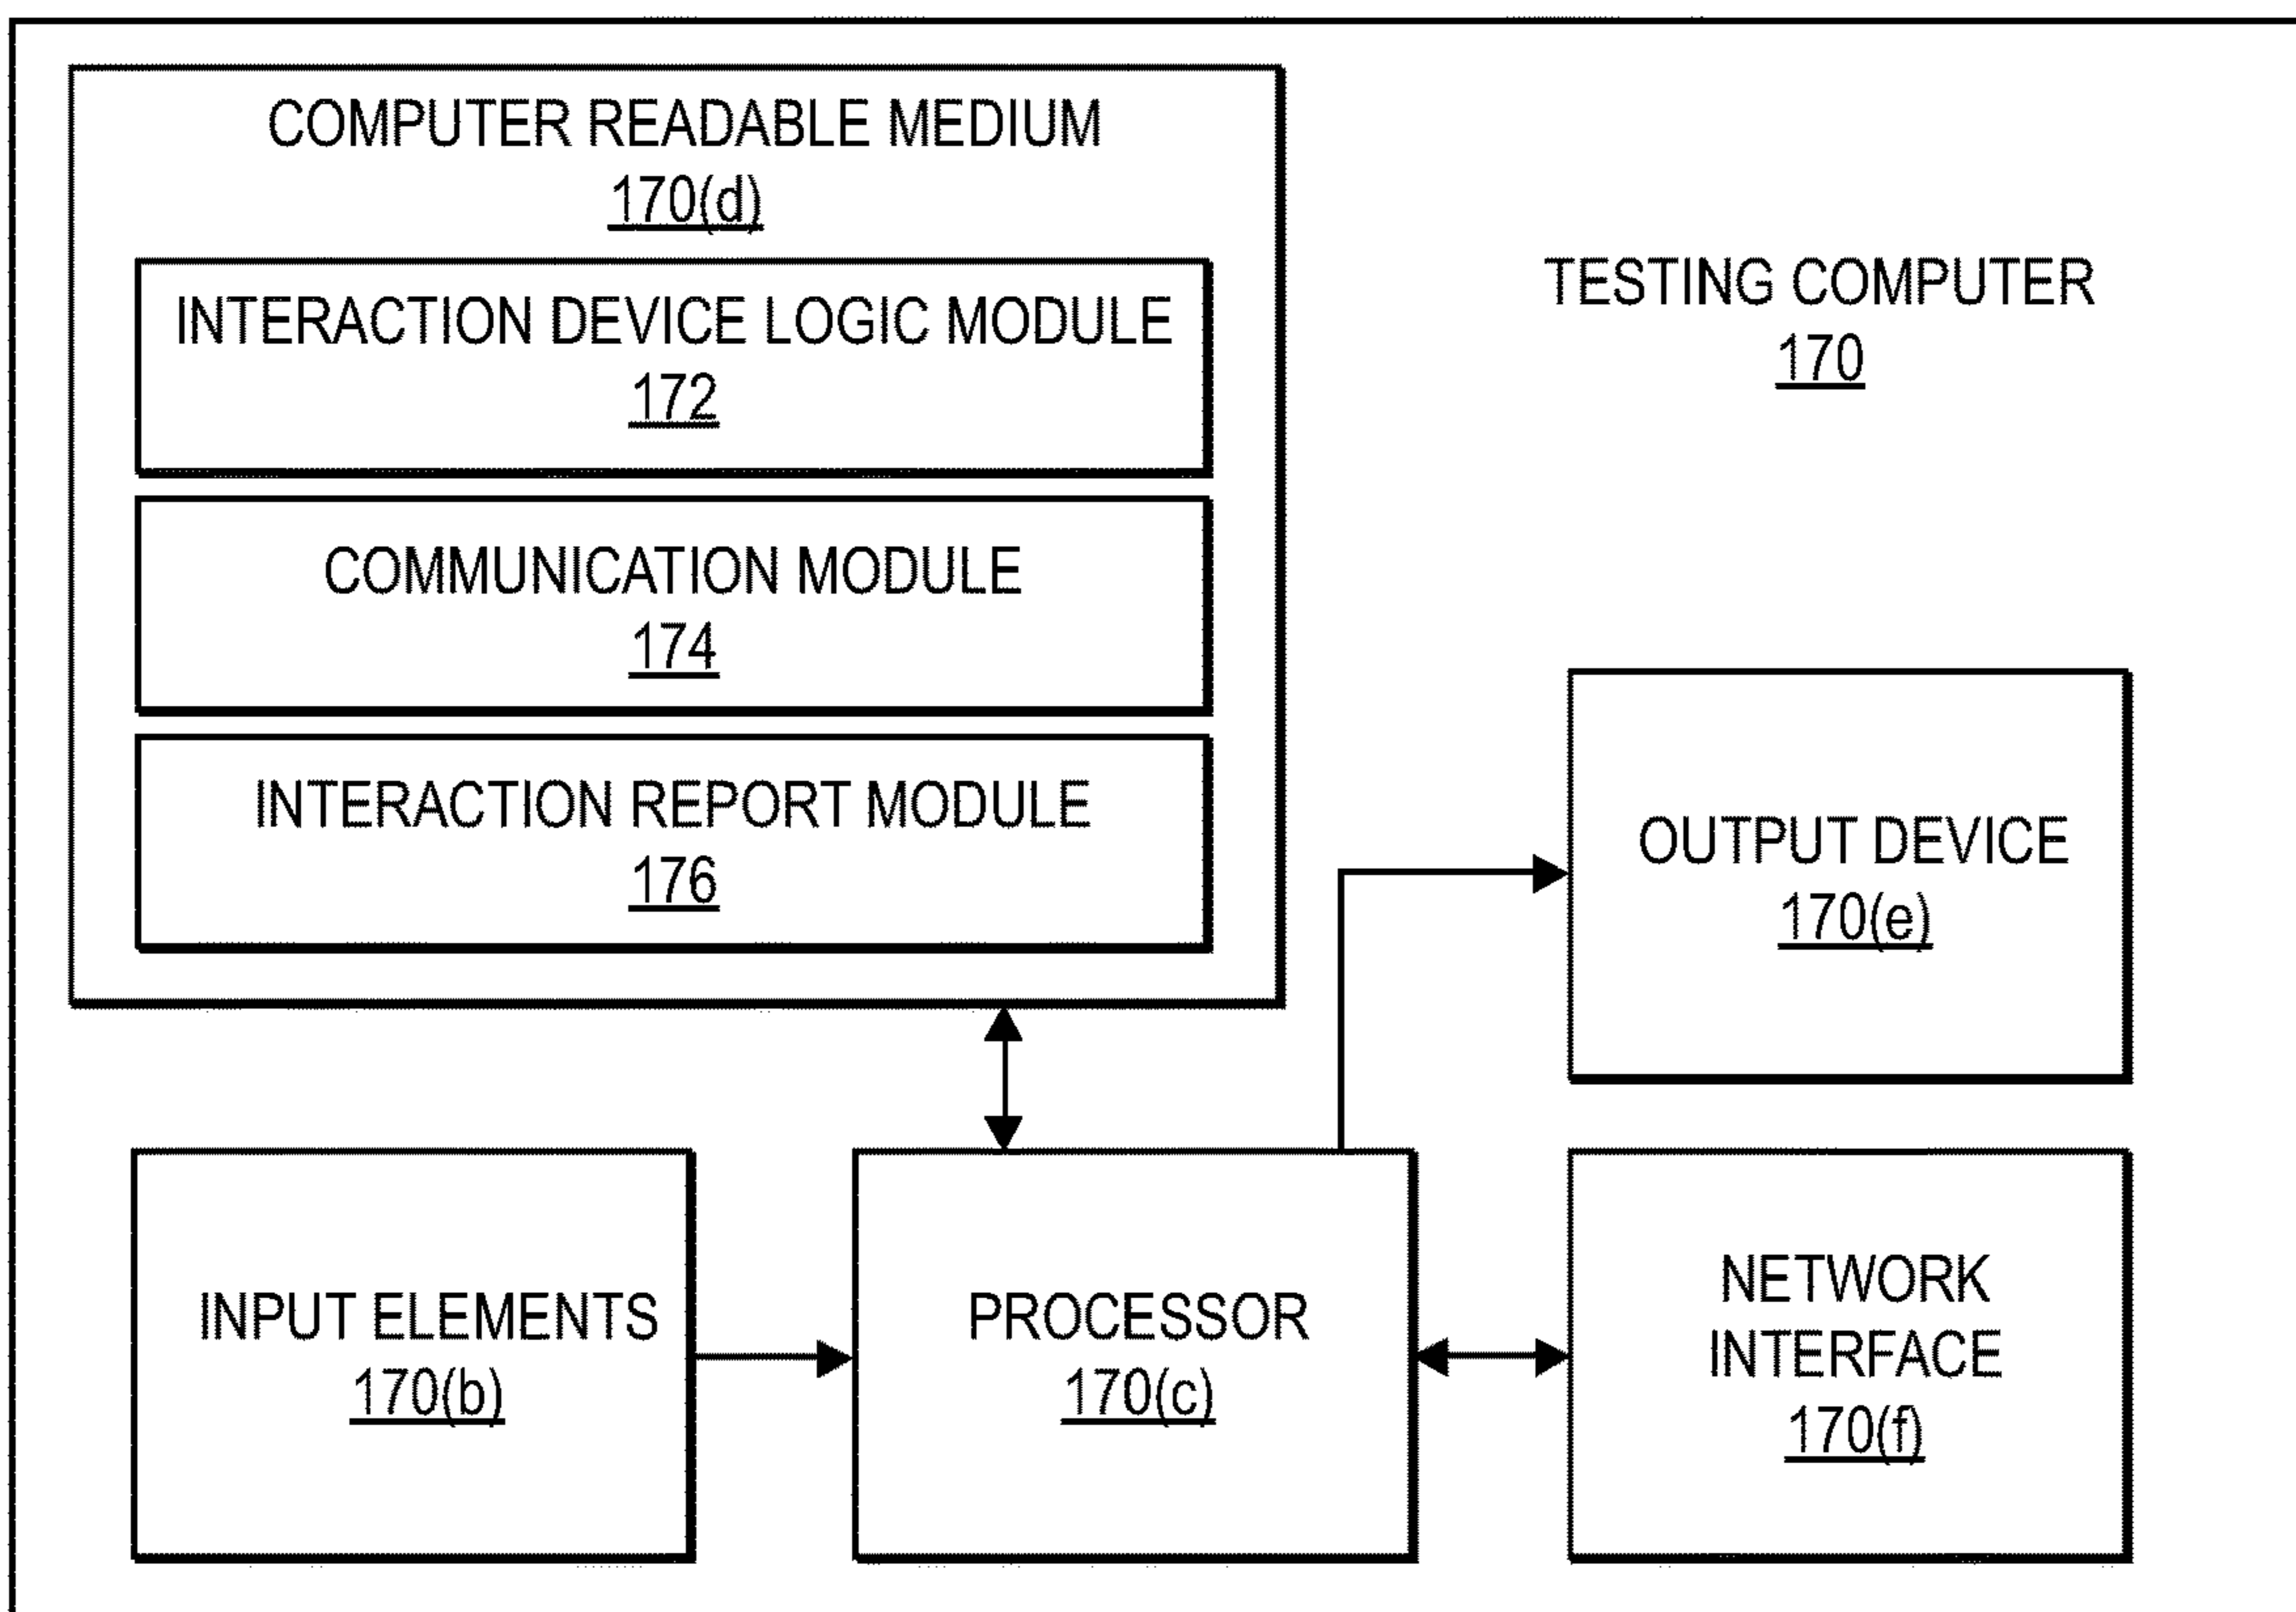 COMPUTER READABLE MEDIUM
170(d)
INTERACTION DEVICE LOGIC MODULE
172
COMMUNICATION MODULE
174
INTERACTION REPORT MODULE
176
TESTING COMPUTER
170
OUTPUT DEVICE
170(e)
INPUT ELEMENTS
170(b)
PROCESSOR
170(c)
NETWORK
INTERFACE
170(f)